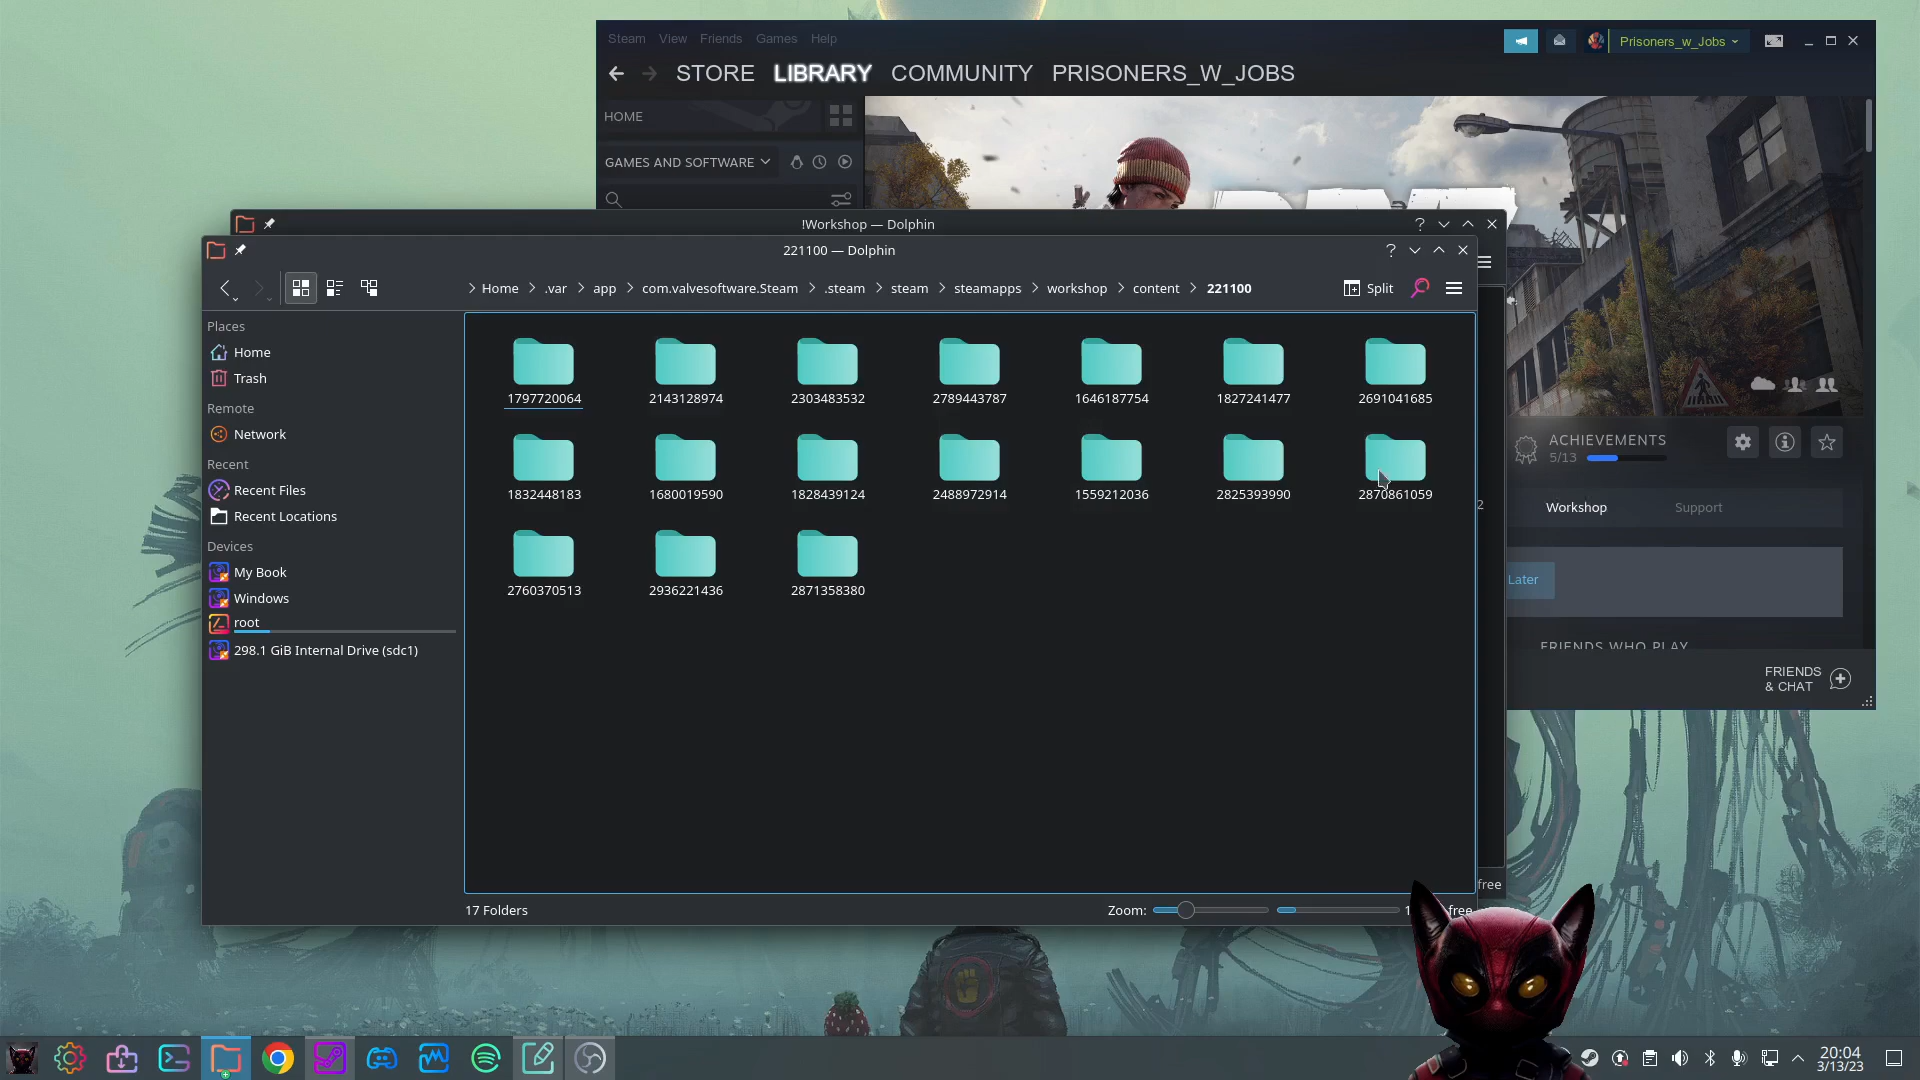 Steam View Friends Games Help
Prisoners_w_Jobs
STORE LIBRARY COMMUNITY PRISONERS_W_JOBS
HOME
GAMES AND SOFTWARE
!Workshop — Dolphin
221100 — Dolphin
Home .var app com.valvesoftware.Steam .steam steam steamapps workshop content 221100
Split
Places
Home
Trash
Remote
Network
Recent
Recent Files
Recent Locations
Devices
My Book
Windows
root
298.1 GiB Internal Drive (sdc1)
1797720064 2143128974 2303483532 2789443787 1646187754 1827241477 2691041685
1832448183 1680019590 1828439124 2488972914 1559212036 2825393990 2870861059
2760370513 2936221436 2871358380
17 Folders
Zoom:
free
free
ACHIEVEMENTS
5/13
2
Workshop Support
Later
FRIENDS WHO PLAY
FRIENDS
& CHAT
20:04
3/13/23